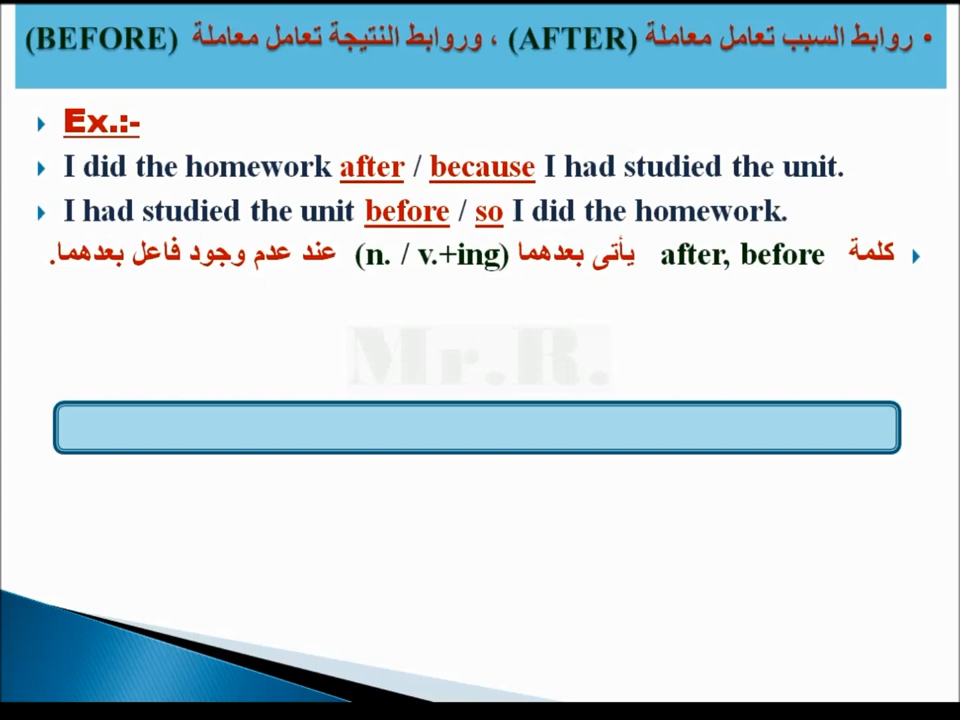 • روابط السبب تعامل معاملة (AFTER) ، وروابط النتيجة تعامل معاملة (BEFORE)
Ex.:-
I did the homework after / because I had studied the unit.
I had studied the unit before / so I did the homework.
كلمة after, before يأتى بعدهما (n. / v.+ing) عند عدم وجود فاعل بعدهما.
Mr.R.